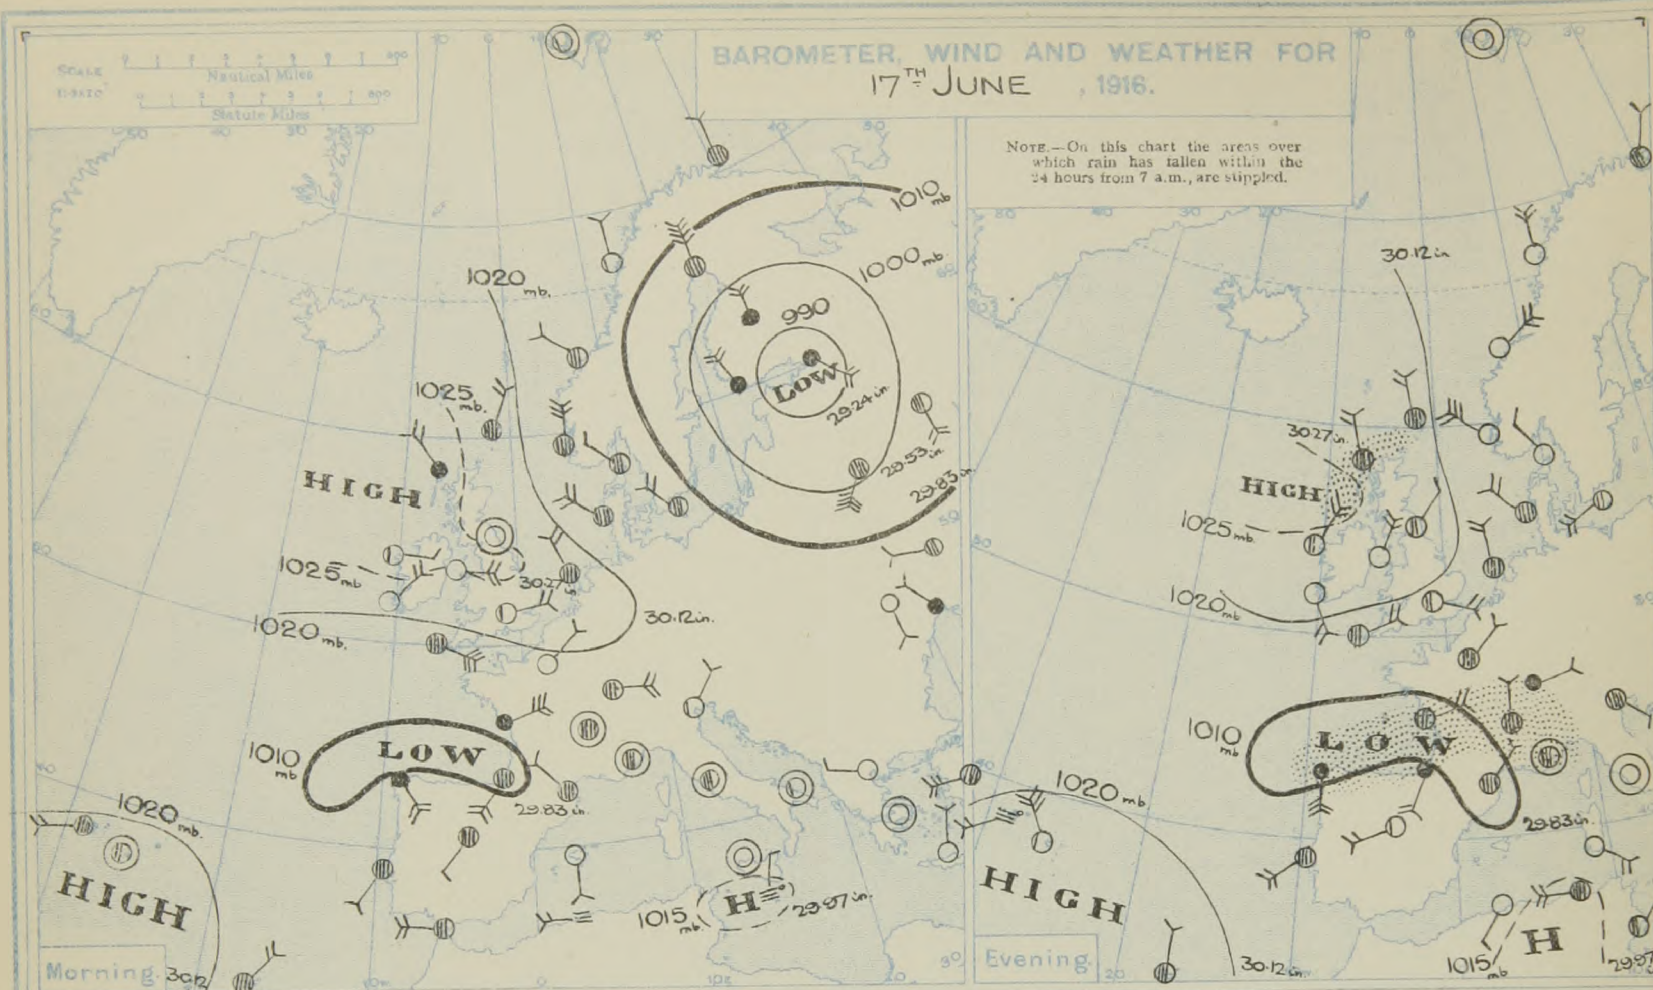 BAROMETER, WIND AND WEATHER FOR
17TH JUNE, 1916.
NOTE.—On this chart the areas over
which rain has fallen within the
24 hours from 7 a.m., are stippled.
SCALE
Nautical Miles
Statute Miles
1010 mb
1000 mb
1020 mb.
990
LOW
29.24 in
29.53 in.
29.83 in
1025 mb.
HIGH
1025 mb
30.27 in
1020 mb.
30.12 in.
1010 mb
LOW
29.83 in.
1020 mb.
HIGH
1015 mb.
H
29.97 in.
Morning.
30.12
30.12 in
30.27 in.
HIGH
1025 mb.
1020 mb
1010 mb
LOW
29.83 in.
1020 mb
HIGH
30.12 in.
1015 mb
H
29.97
Evening.